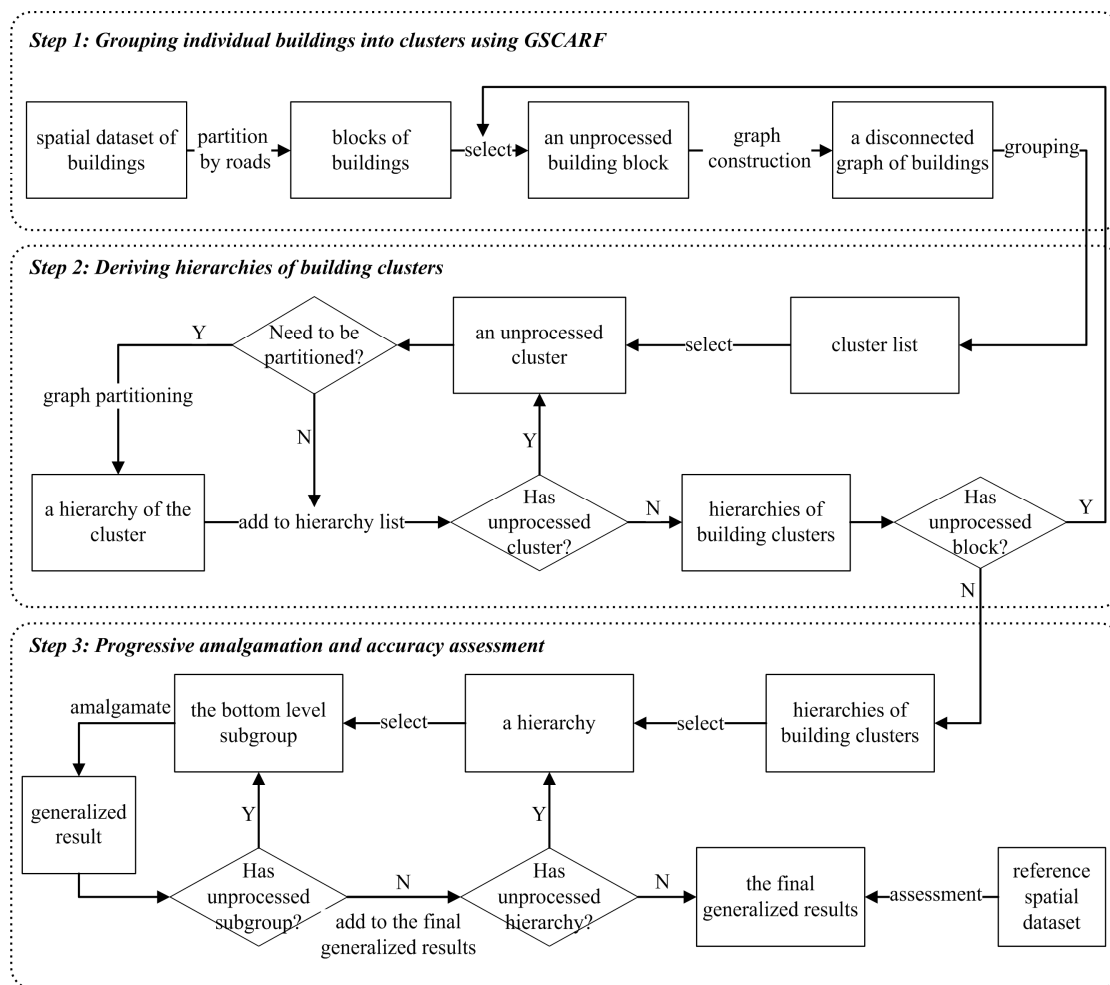 Step 1: Grouping individual buildings into clusters using GSCARF
spatial dataset of
buildings
partition
by roads
blocks of
buildings
select
an unprocessed
building block
graph
construction
a disconnected
graph of buildings
grouping
Step 2: Deriving hierarchies of building clusters
Need to be
partitioned?
Y
an unprocessed
cluster
select
cluster list
graph partitioning
N
Y
a hierarchy of the
cluster
add to hierarchy list
Has
unprocessed
cluster?
N
hierarchies of
building clusters
Has
unprocessed
block?
Y
N
Step 3: Progressive amalgamation and accuracy assessment
amalgamate
the bottom level
subgroup
select
a hierarchy
select
hierarchies of
building clusters
generalized
result
Y
Y
Has
unprocessed
subgroup?
N
add to the final
generalized results
Has
unprocessed
hierarchy?
N
the final
generalized results
assessment
reference
spatial
dataset